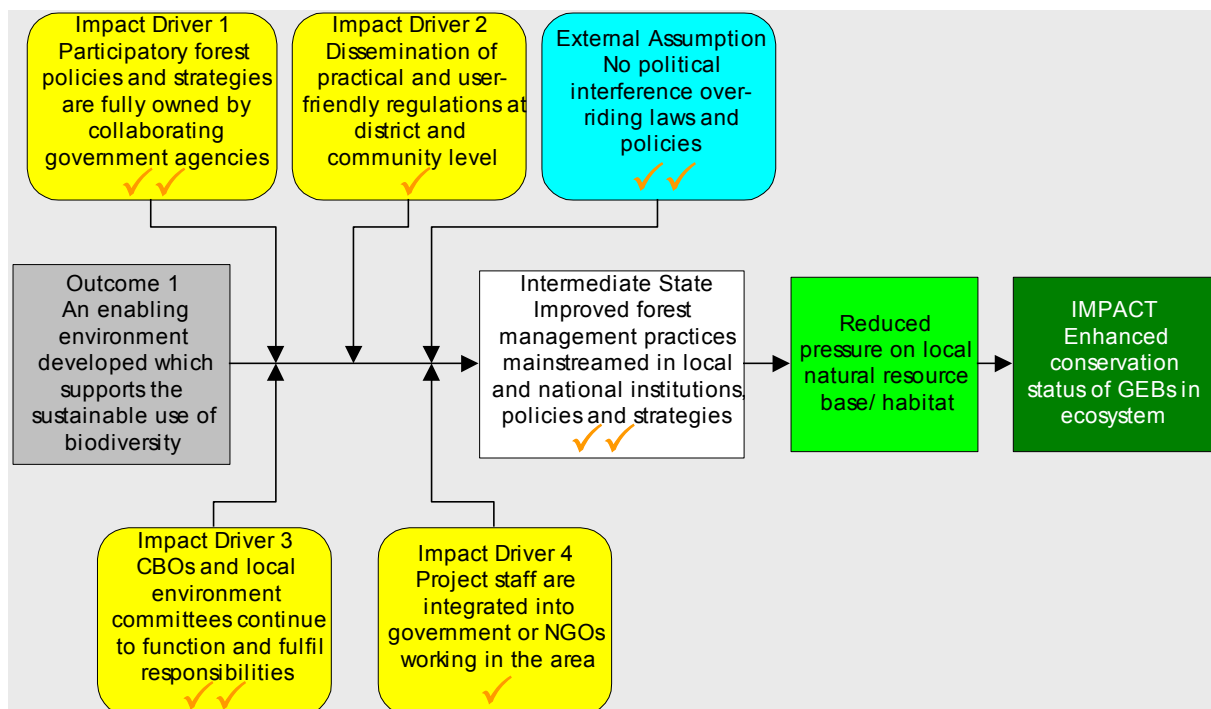 Impact Driver 1
Participatory forest
policies and strategies
are fully owned by
collaborating
government agencies
Impact Driver 2
Dissemination of
practical and user-
friendly regulations at
district and
community level
External Assumption
No political
interference over-
riding laws and
policies
Outcome 1
An enabling
environment
developed which
supports the
sustainable use of
biodiversity
Intermediate State
Improved forest
management practices
mainstreamed in local
and national institutions,
policies and strategies
Reduced
pressure on local
natural resource
base/ habitat
IMPACT
Enhanced
conservation
status of GEBs in
ecosystem
Impact Driver 3
CBOs and local
environment
committees continue
to function and fulfil
responsibilities
Impact Driver 4
Project staff are
integrated into
government or NGOs
working in the area